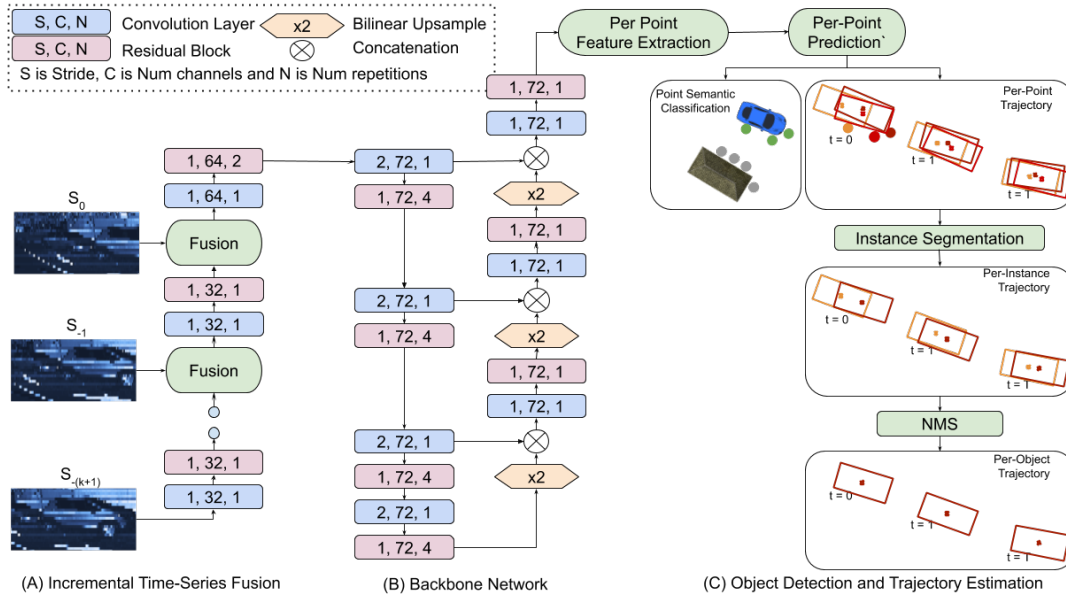 S, C, N
Convolution Layer
x2
Bilinear Upsample
S, C, N
Residual Block
Concatenation
S is Stride, C is Num channels and N is Num repetitions
S0
S-1
S-(k+1)
1, 64, 2
1, 64, 1
Fusion
1, 32, 1
1, 32, 1
Fusion
1, 32, 1
1, 32, 1
(A) Incremental Time-Series Fusion
2, 72, 1
1, 72, 4
2, 72, 1
1, 72, 4
2, 72, 1
1, 72, 4
2, 72, 1
1, 72, 4
1, 72, 1
1, 72, 1
x2
1, 72, 1
1, 72, 1
x2
1, 72, 1
1, 72, 1
x2
(B) Backbone Network
Per Point
Feature Extraction
Per-Point
Prediction`
Point Semantic
Classification
Per-Point
Trajectory
t = 0
t = 1
t = 1
Instance Segmentation
Per-Instance
Trajectory
t = 0
t = 1
t = 1
NMS
Per-Object
Trajectory
t = 0
t = 1
t = 1
(C) Object Detection and Trajectory Estimation